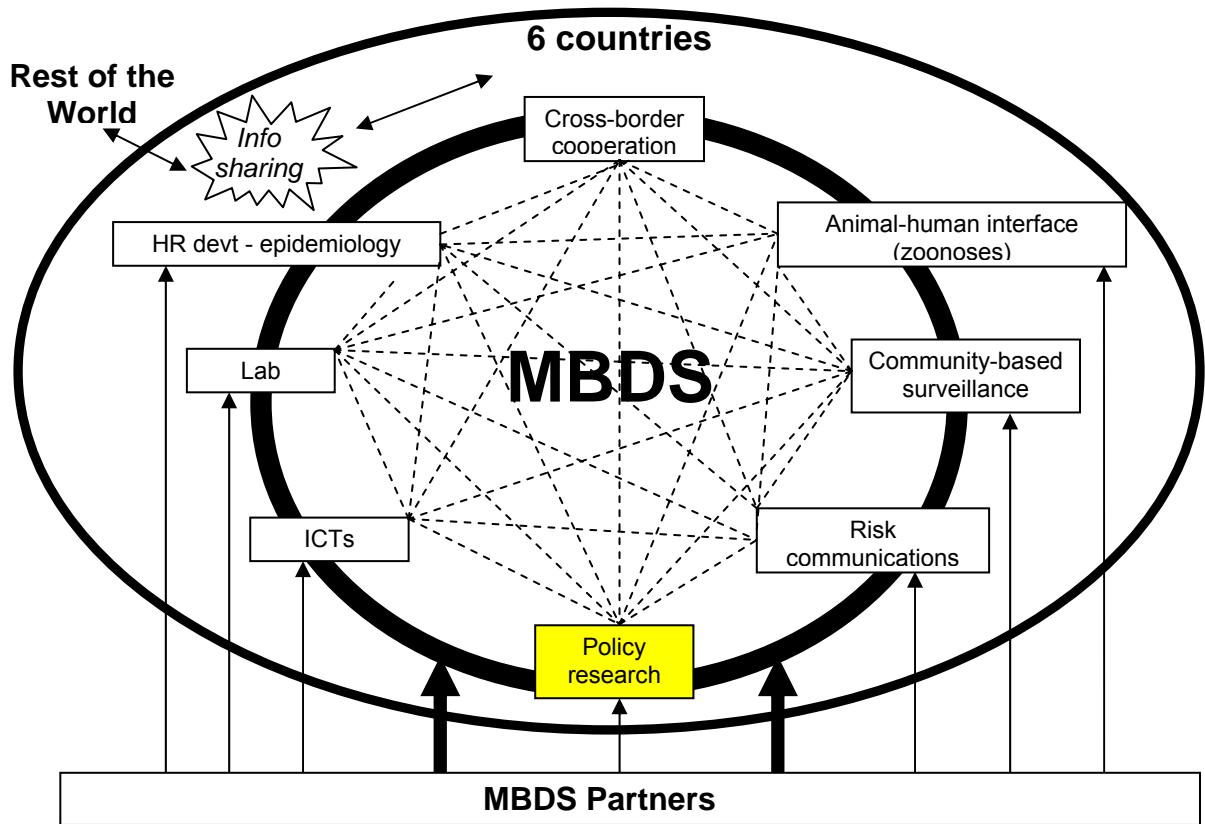 6 countries
Rest of the
World
Info
sharing
Cross-border
cooperation
HR devt - epidemiology
Animal-human interface
(zoonoses)
Lab
MBDS
Community-based
surveillance
ICTs
Risk
communications
Policy
research
MBDS Partners